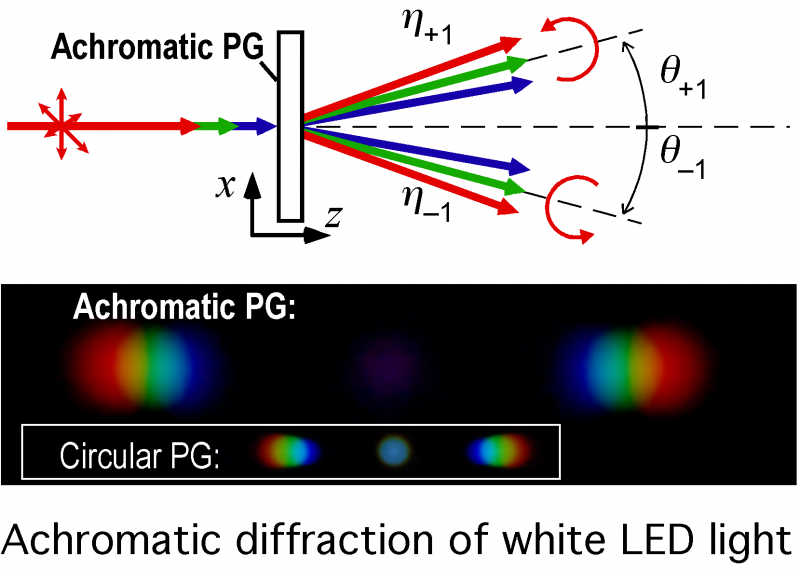 Achromatic PG
η+1
θ+1
θ−1
η−1
x
z
Achromatic PG:
Circular PG:
Achromatic diffraction of white LED light